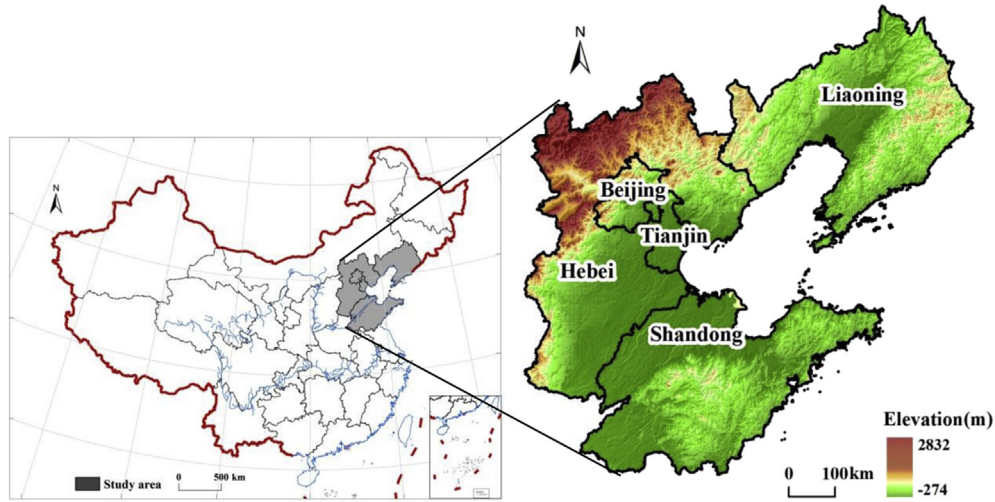 N
Liaoning
Beijing
Tianjin
Hebei
Shandong
Elevation(m)
2832
-274
0 100km
N
Study area
0 500 km